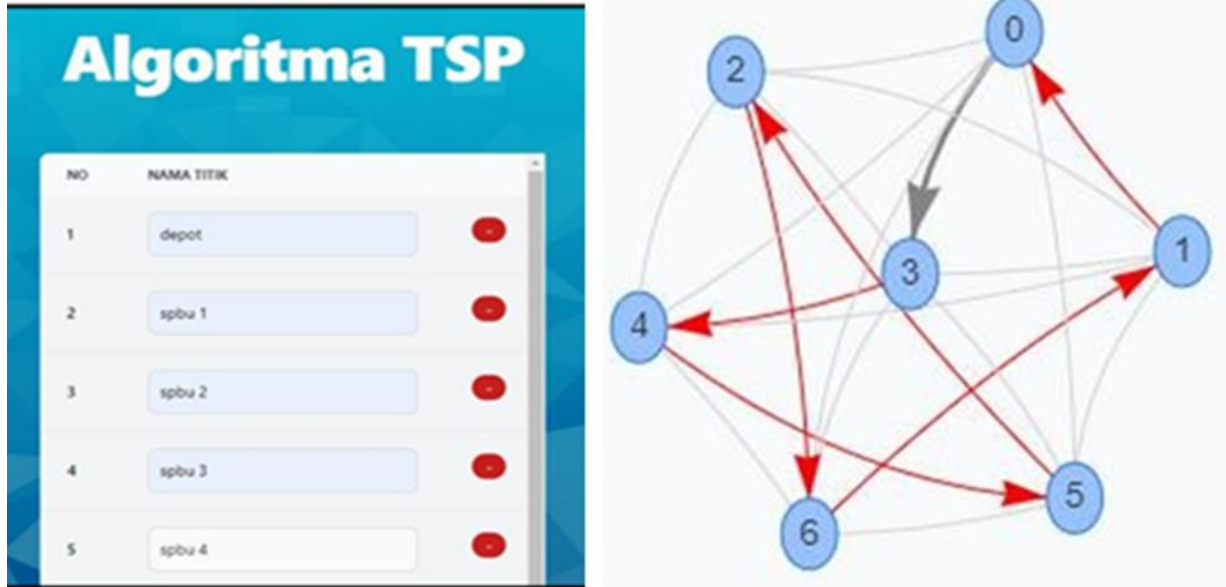 Algoritma TSP
NO NAMA TITIK
1 depot -
2 spbu 1 -
3 spbu 2 -
4 spbu 3 -
5 spbu 4 -
0
2
3
1
4
5
6